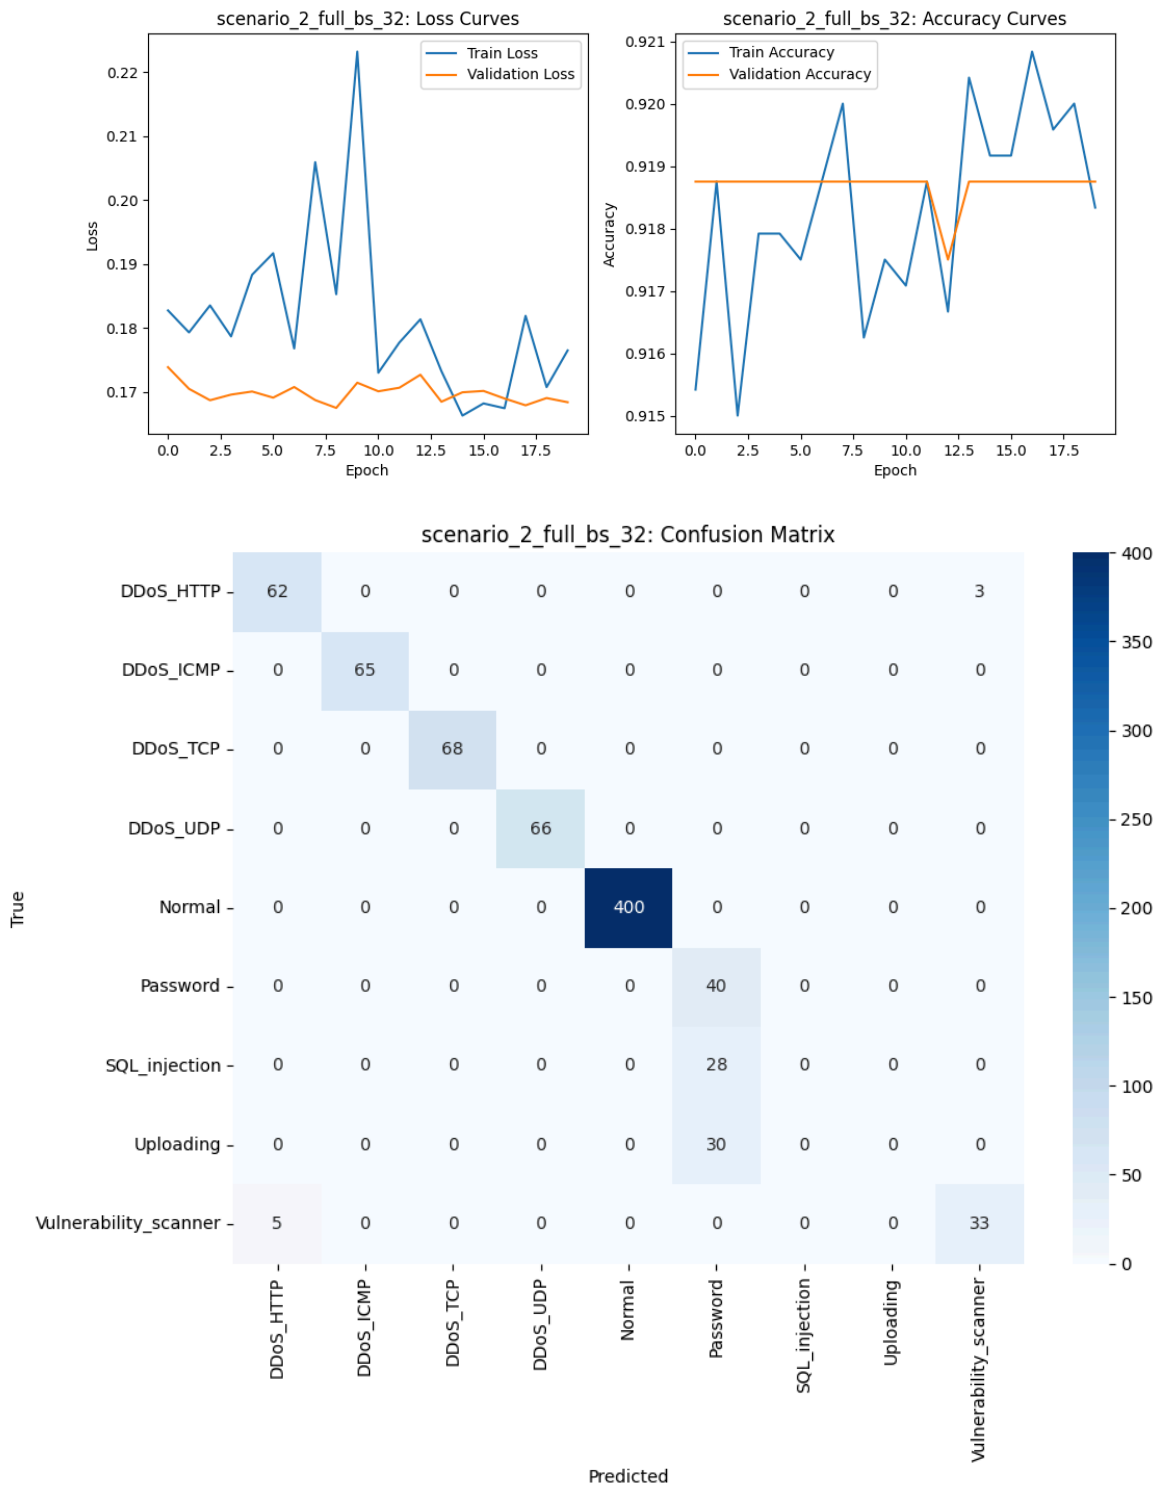 scenario_2_full_bs_32: Loss Curves
Train Loss
Validation Loss
0.22
0.21
0.20
0.19
0.18
0.17
Loss
0.0 2.5 5.0 7.5 10.0 12.5 15.0 17.5
Epoch
scenario_2_full_bs_32: Accuracy Curves
Train Accuracy
Validation Accuracy
0.921
0.920
0.919
0.918
0.917
0.916
0.915
Accuracy
0.0 2.5 5.0 7.5 10.0 12.5 15.0 17.5
Epoch
scenario_2_full_bs_32: Confusion Matrix
DDoS_HTTP 62 0 0 0 0 0 0 0 3
DDoS_ICMP 0 65 0 0 0 0 0 0 0
DDoS_TCP 0 0 68 0 0 0 0 0 0
DDoS_UDP 0 0 0 66 0 0 0 0 0
Normal 0 0 0 0 400 0 0 0 0
Password 0 0 0 0 0 40 0 0 0
SQL_injection 0 0 0 0 0 28 0 0 0
Uploading 0 0 0 0 0 30 0 0 0
Vulnerability_scanner 5 0 0 0 0 0 0 0 33
True
DDoS_HTTP
DDoS_ICMP
DDoS_TCP
DDoS_UDP
Normal
Password
SQL_injection
Uploading
Vulnerability_scanner
Predicted
400
350
300
250
200
150
100
50
0